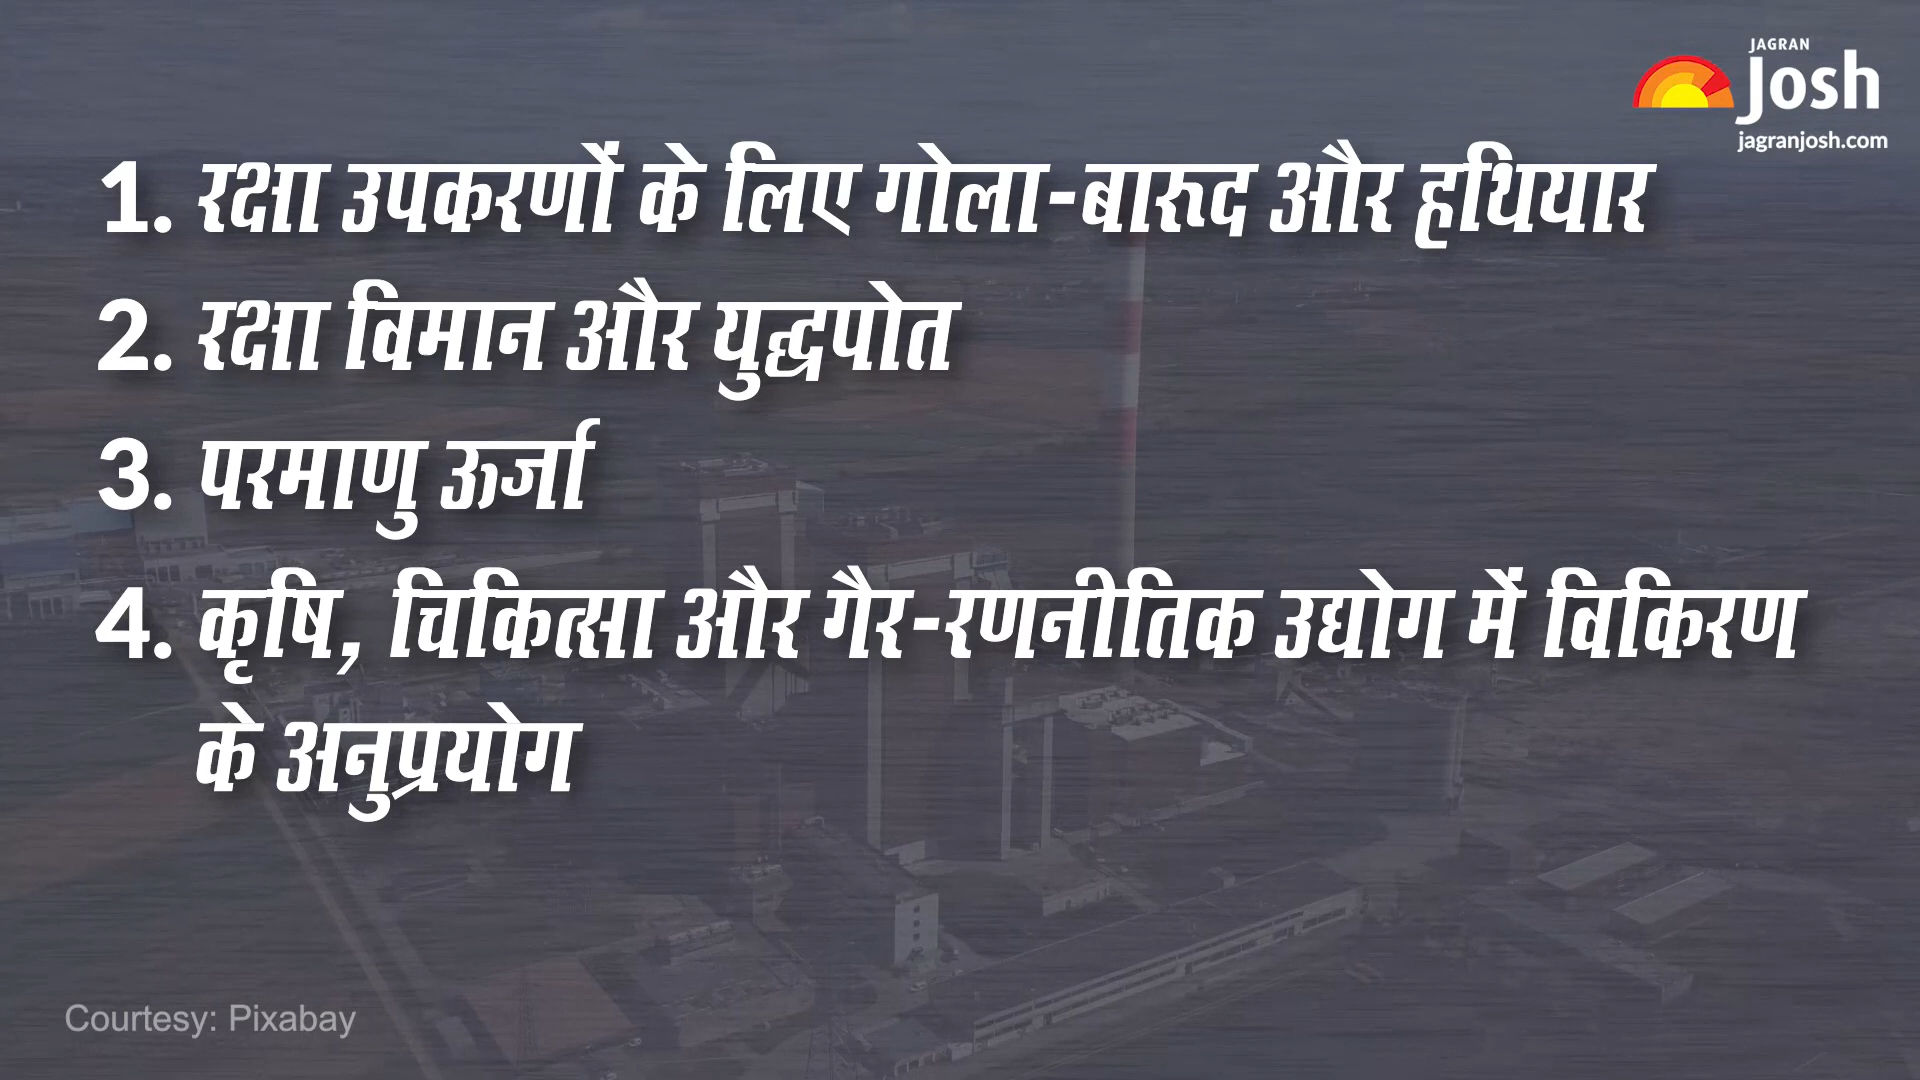 JAGRAN
Josh
jagranjosh.com
1. रक्षा उपकरणों के लिए गोला-बारूद और हथियार
2. रक्षा विमान और युद्धपोत
3. परमाणु ऊर्जा
4. कृषि, चिकित्सा और गैर-रणनीतिक उद्योग में विकिरण
के अनुप्रयोग
Courtesy: Pixabay